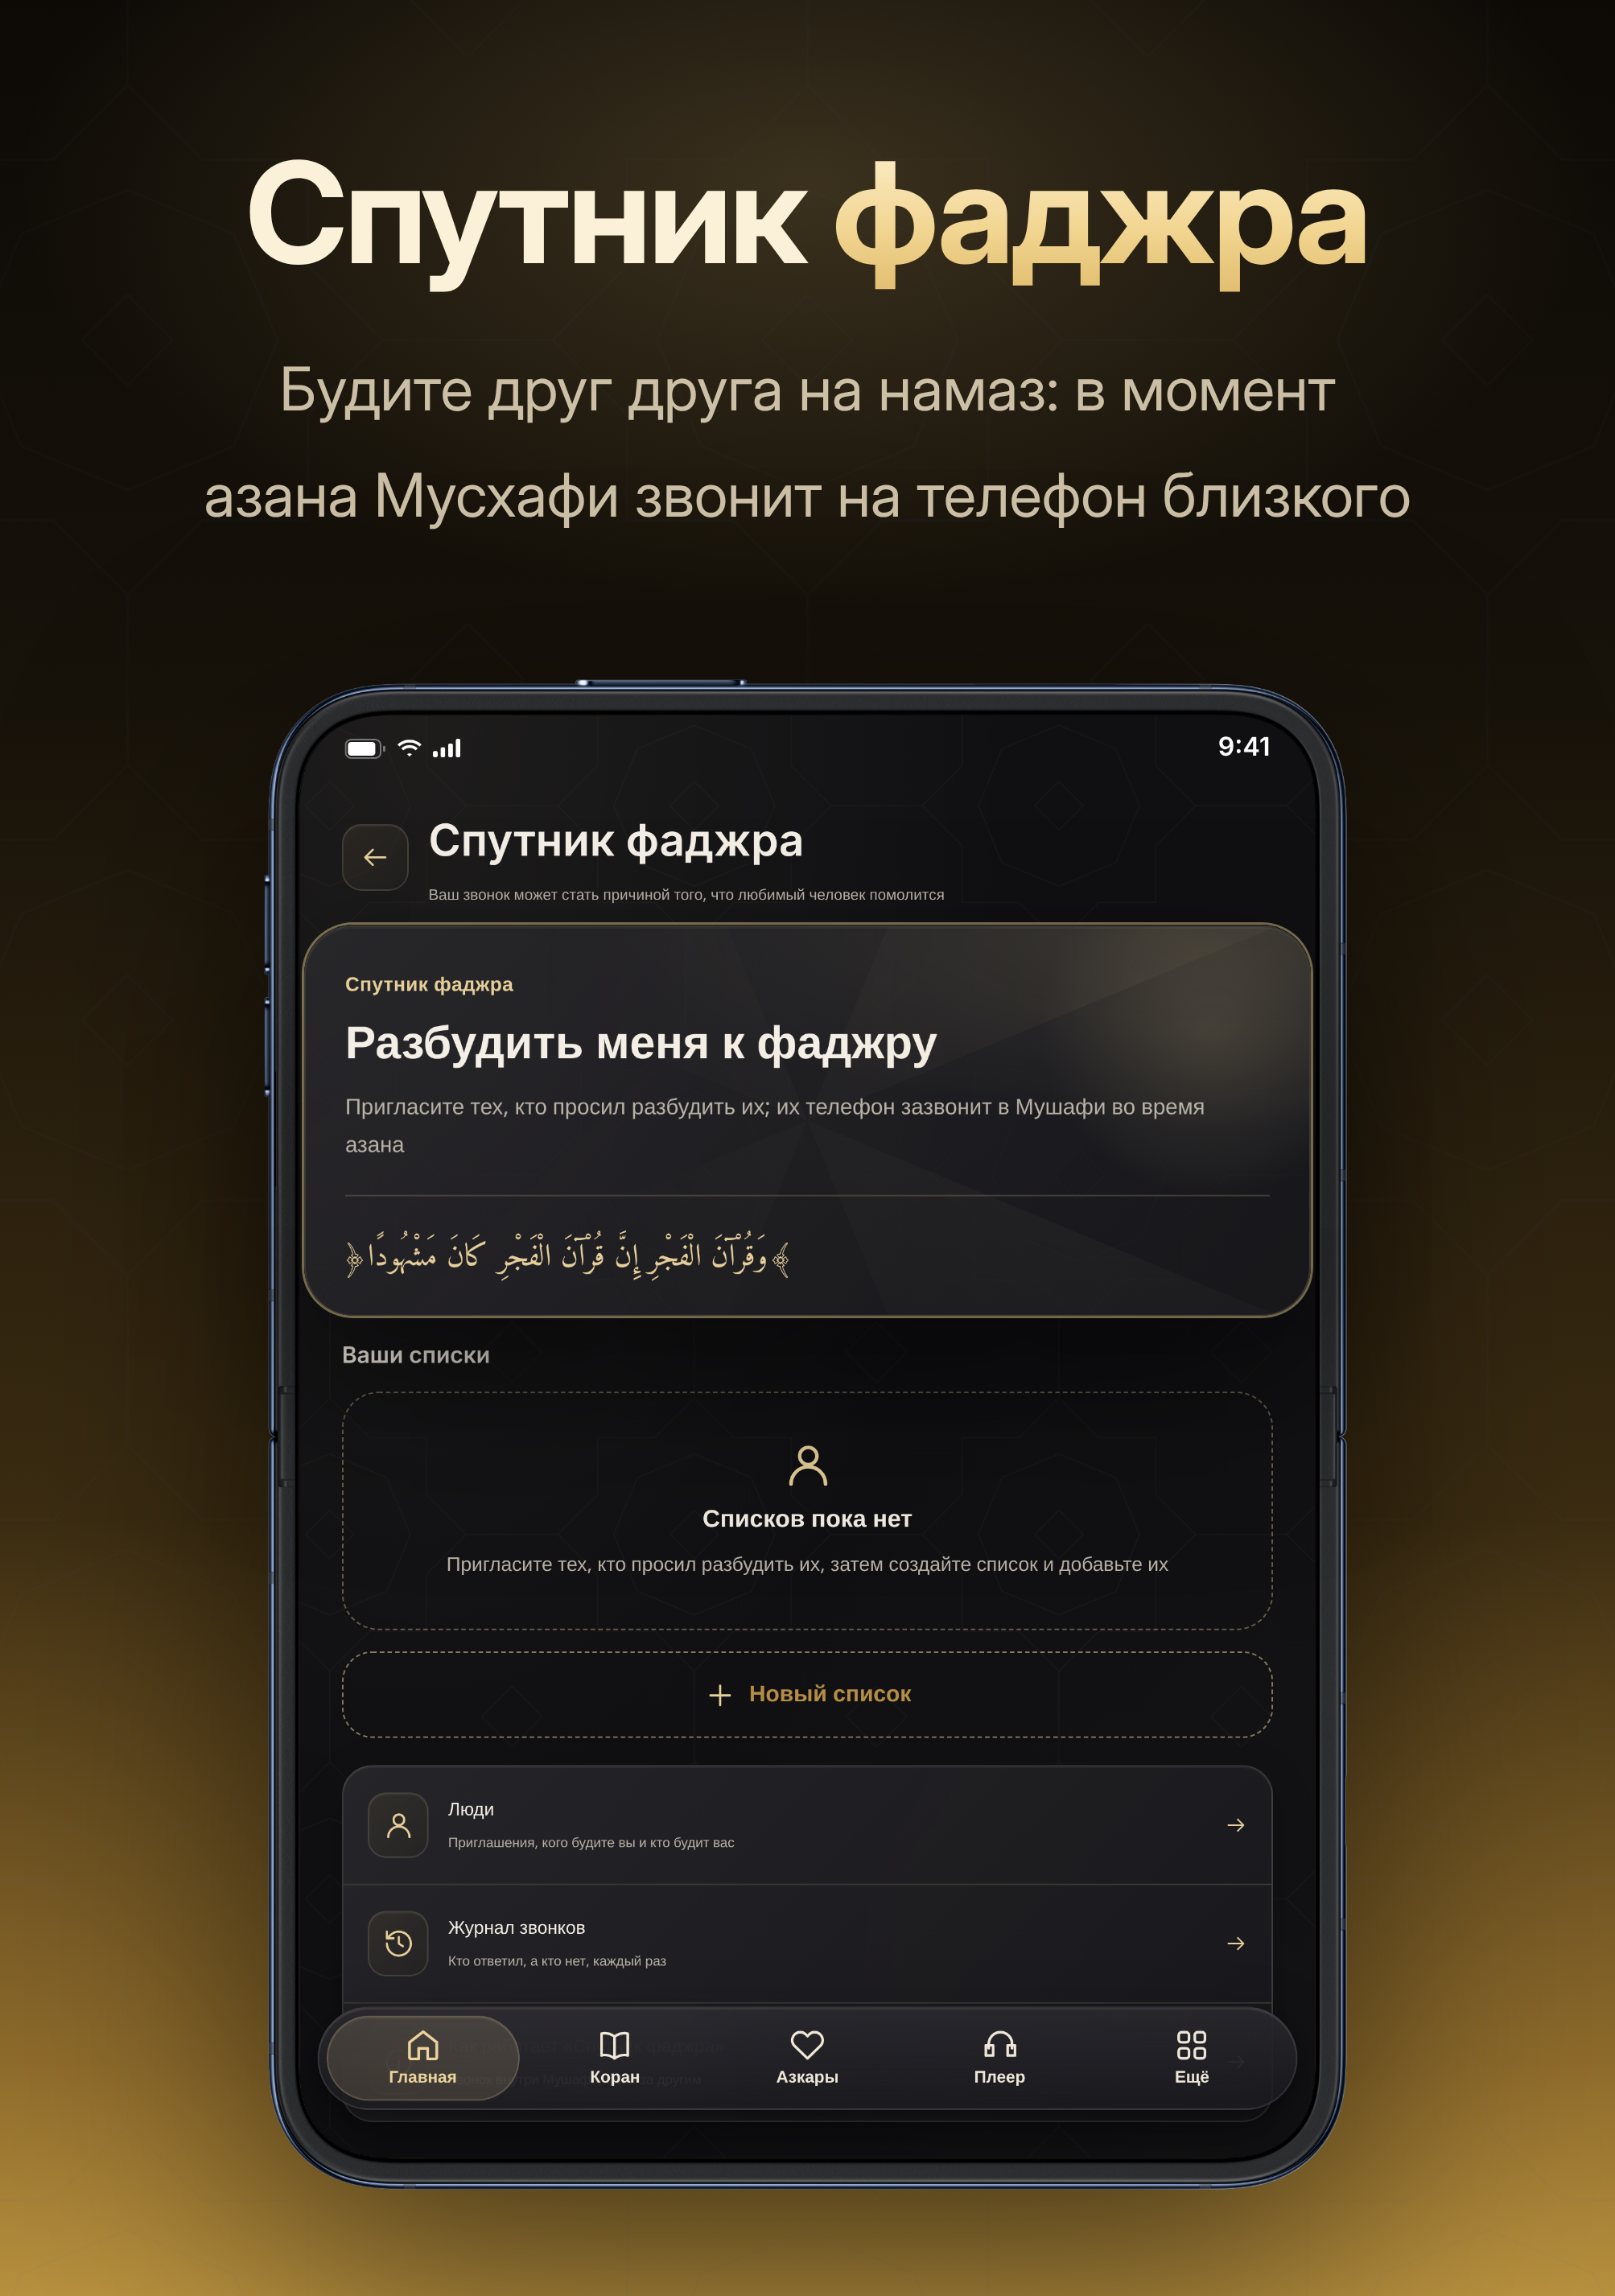 Спутник фаджра
Будите друг друга на намаз: в момент
азана Мусхафи звонит на телефон близкого
9:41
Спутник фаджра
Ваш звонок может стать причиной того, что любимый человек помолится
Спутник фаджра
Разбудить меня к фаджру
Пригласите тех, кто просил разбудить их; их телефон зазвонит в Мушафи во время
азана
﴿وَقُرْآنَ الْفَجْرِ إِنَّ قُرْآنَ الْفَجْرِ كَانَ مَشْهُودًا﴾
Ваши списки
Списков пока нет
Пригласите тех, кто просил разбудить их, затем создайте список и добавьте их
Новый список
Люди
Приглашения, кого будите вы и кто будит вас
Журнал звонков
Кто ответил, а кто нет, каждый раз
Главная
Коран
Азкары
Плеер
Ещё